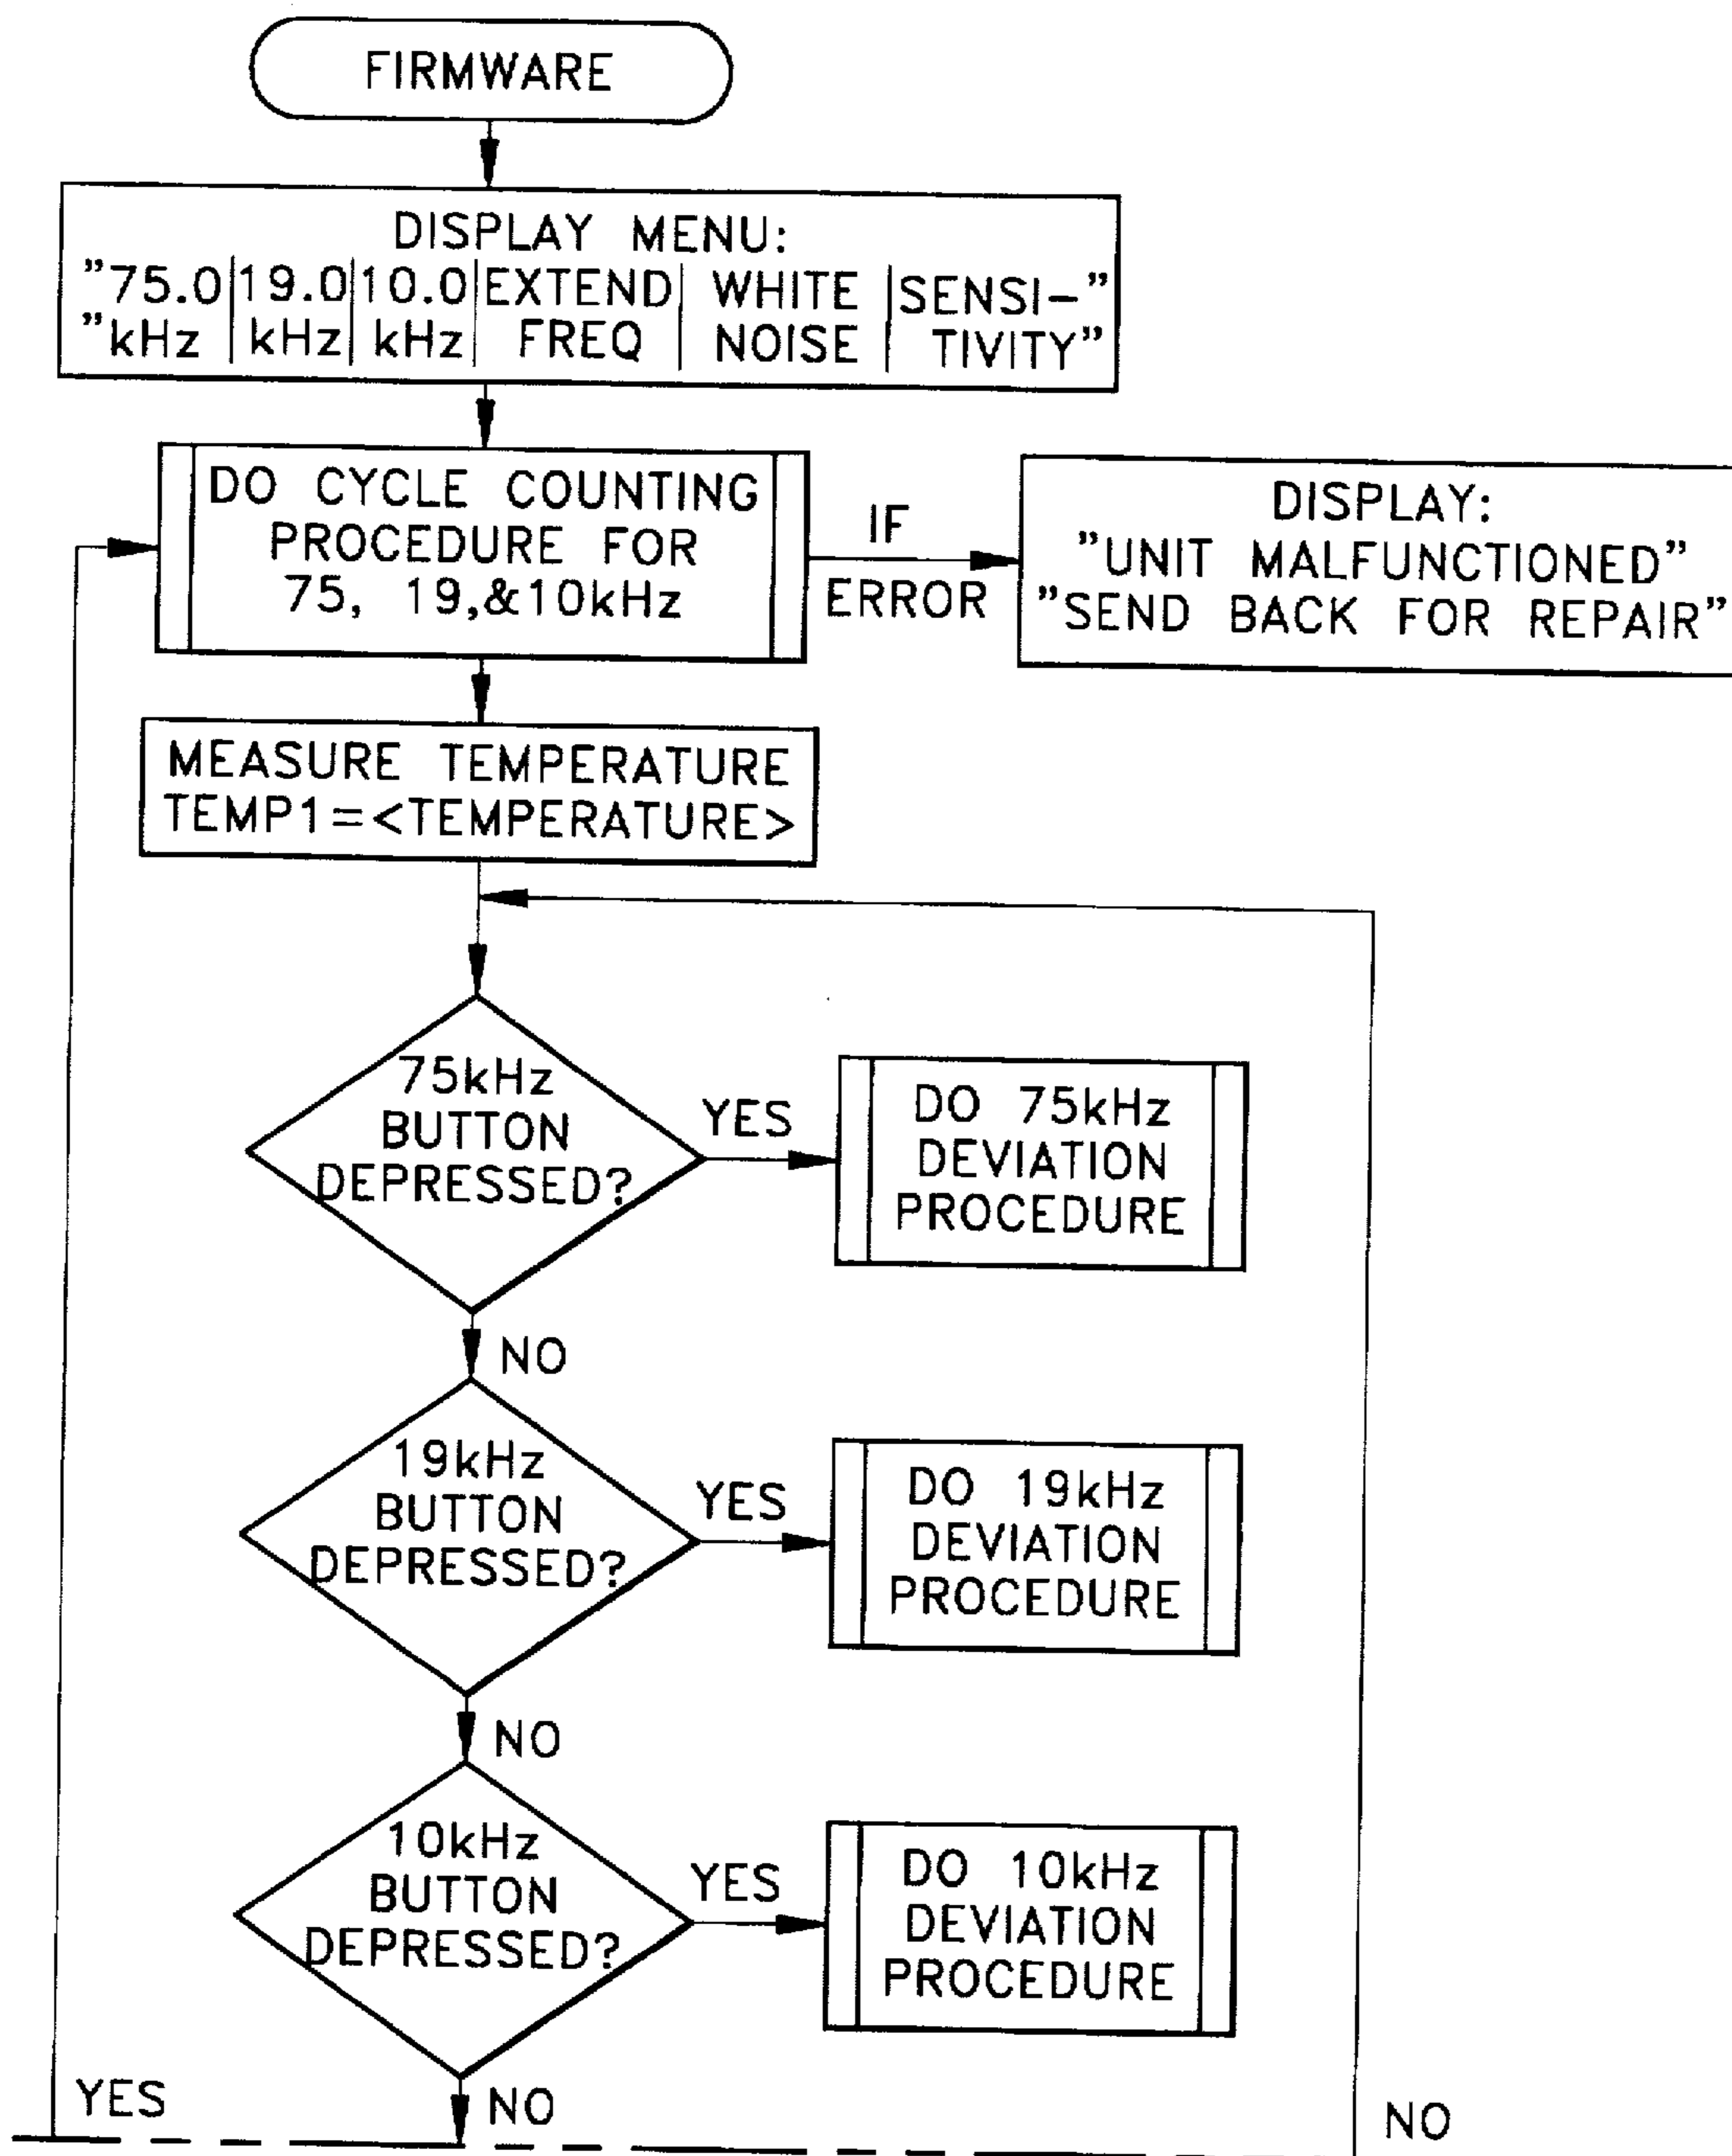 FIRMWARE
DISPLAY MENU:
"75.0|19.0|10.0|EXTEND| WHITE |SENSI-"
"kHz |kHz| kHz| FREQ | NOISE | TIVITY"
DO CYCLE COUNTING
PROCEDURE FOR
75, 19,&10kHz
IF
ERROR
DISPLAY:
"UNIT MALFUNCTIONED"
"SEND BACK FOR REPAIR"
MEASURE TEMPERATURE
TEMP1=<TEMPERATURE>
75kHz
BUTTON
DEPRESSED?
YES
DO 75kHz
DEVIATION
PROCEDURE
NO
19kHz
BUTTON
DEPRESSED?
YES
DO 19kHz
DEVIATION
PROCEDURE
NO
10kHz
BUTTON
DEPRESSED?
YES
DO 10kHz
DEVIATION
PROCEDURE
YES
NO
NO